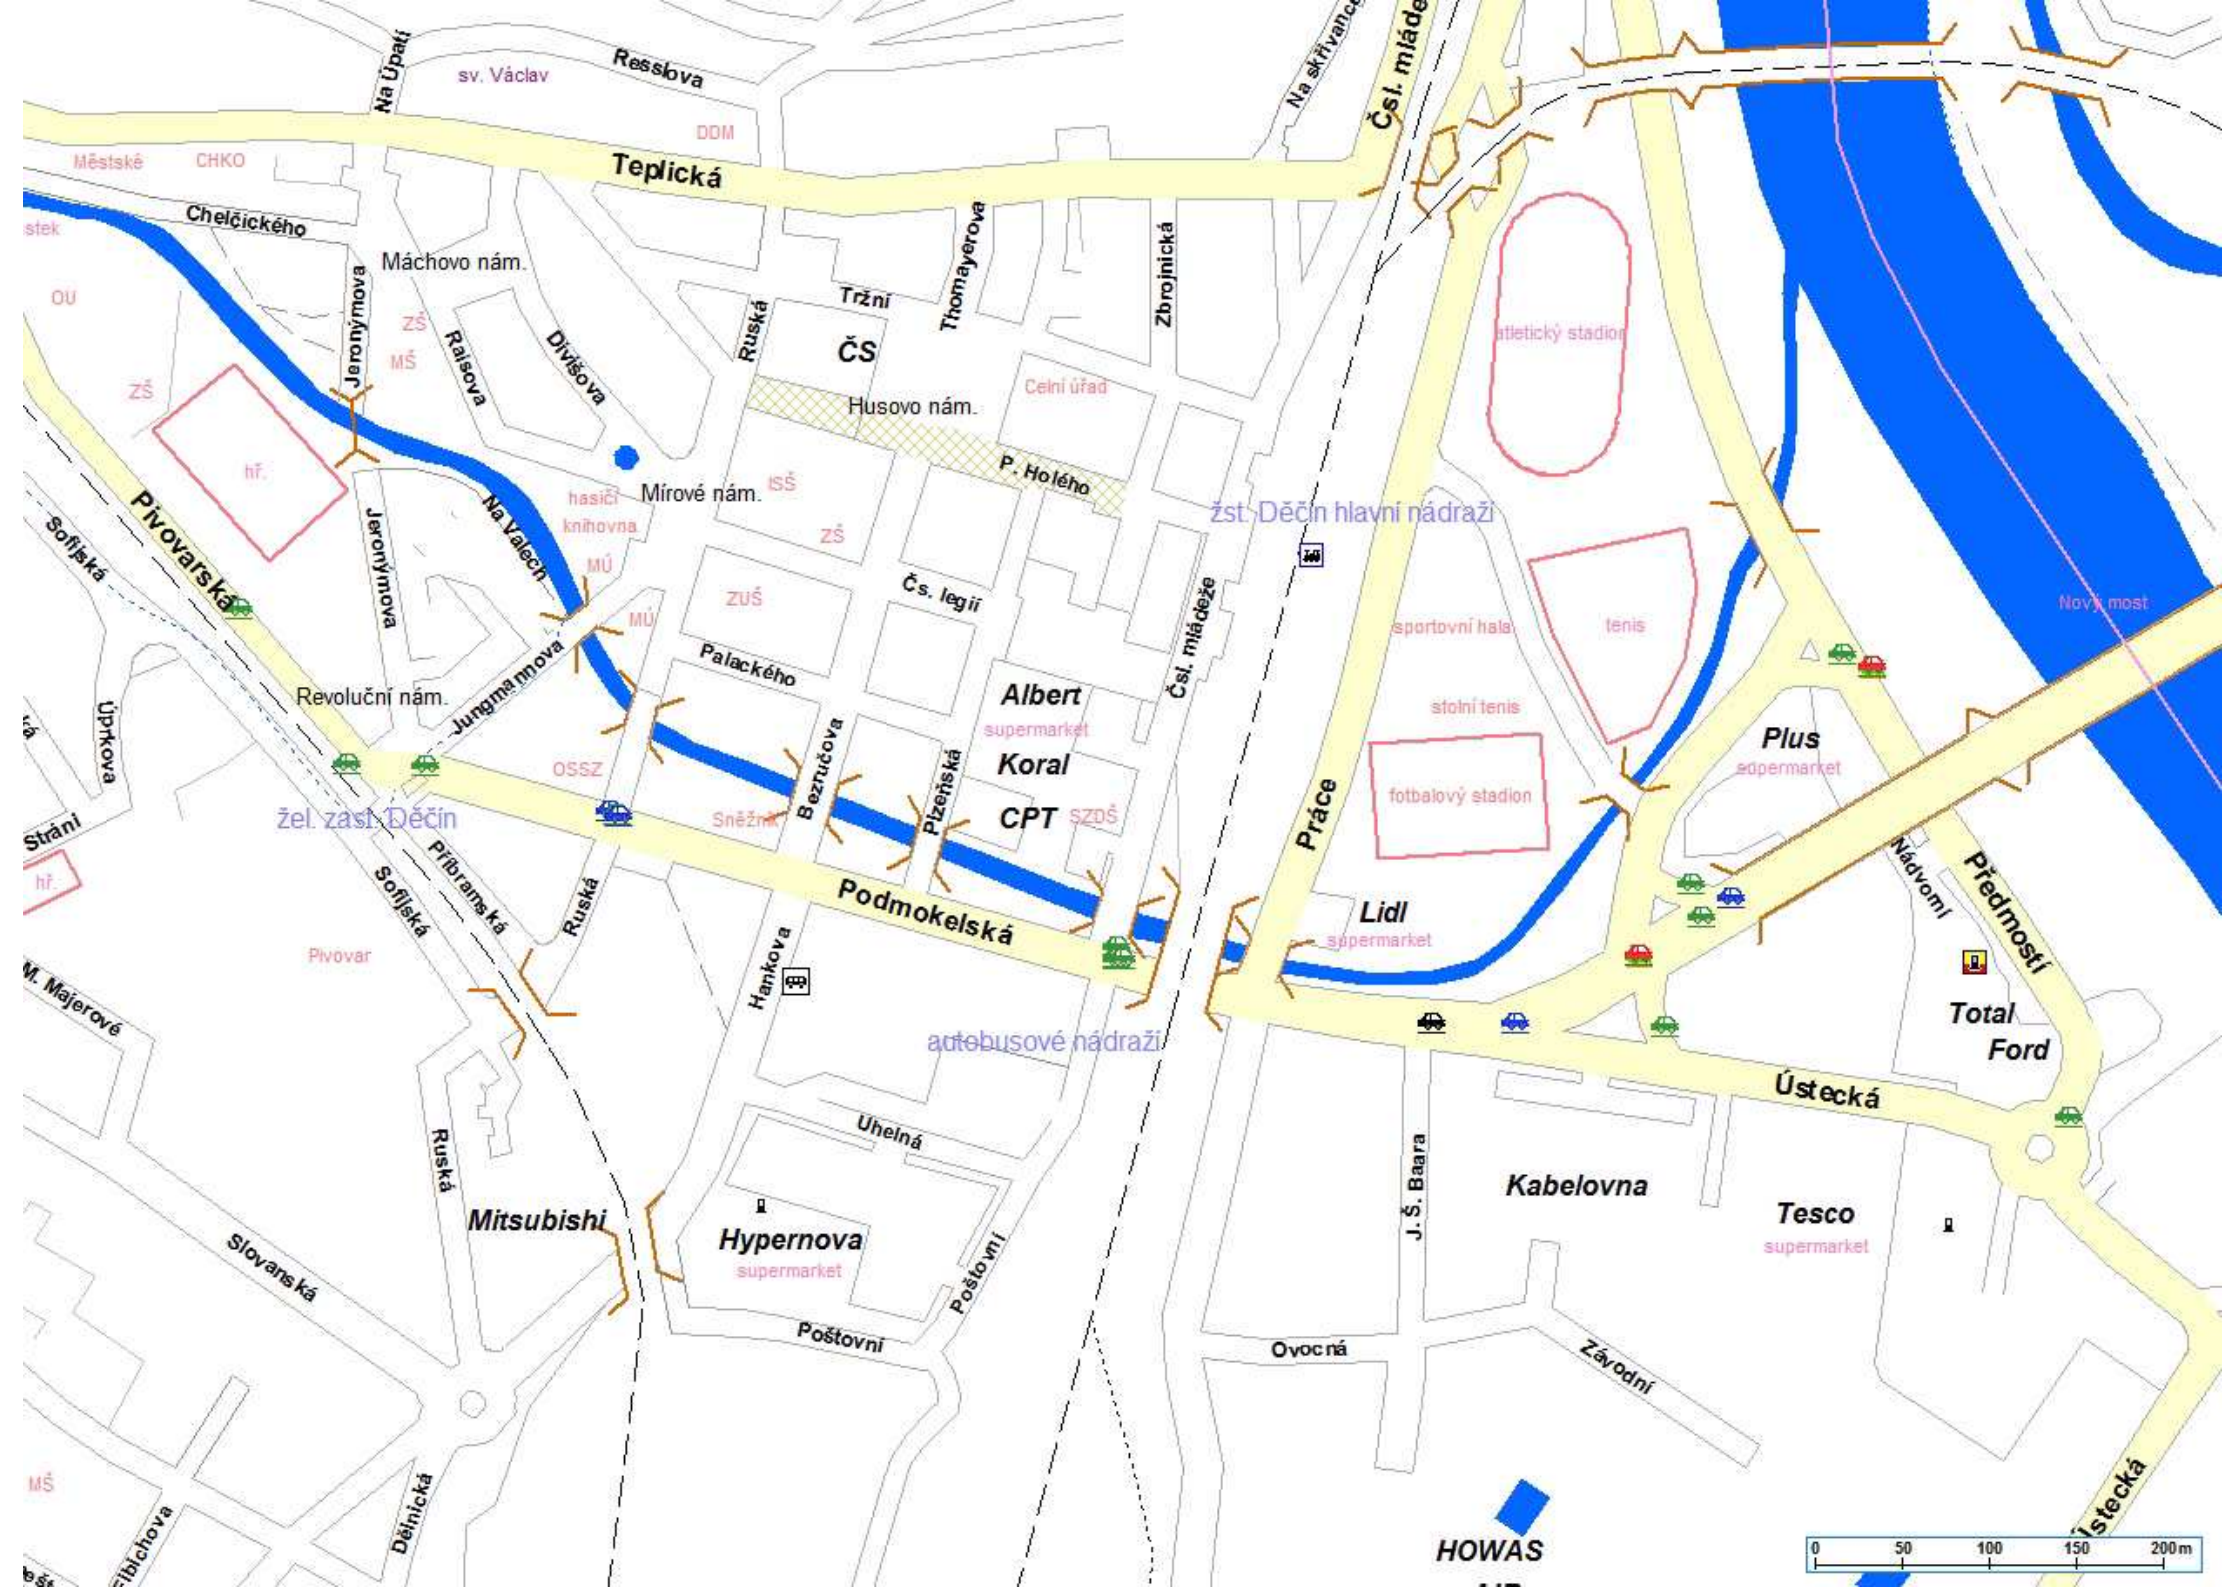 Na Úpatí
sv. Václav
Resslova
Na skřivance
Čsl. mláde
DDM
Městské
CHKO
Teplická
Chelčického
stek
Máchovo nám.
OU
Jeronýmova
ZŠ
MŠ
Raisova
Divišova
Ruská
Tržní
Thomayerova
Zbrojnická
ČS
atletický stadion
ZŠ
Husovo nám.
Celní úřad
hř.
P. Holého
ISŠ
Mírové nám.
hasiči
knihovna
Na Valech
žst. Děčín hlavní nádraží
Pivovarská
Sofijská
Jeronýmova
ZŠ
MÚ
Čs. legií
ZUŠ
MÚ
Čsl. mládeže
sportovní hala
tenis
Nový most
Palackého
Jungmannova
Revoluční nám.
Albert
supermarket
stolní tenis
Úprkova
Bezručova
Plzeňská
Koral
OSSZ
Plus
supermarket
fotbalový stadion
CPT
SZDŠ
žel. zast. Děčín
Sněžník
Práce
Stráni
hř.
Příbramská
Sofijská
Ruská
Podmokelská
Lidl
supermarket
Nádvorní
Předmostí
Pivovar
Hankova
M. Majerové
autobusové nádraží
Total
Ford
Ústecká
Uhelná
Ruská
J. Š. Baara
Kabelovna
Mitsubishi
Hypernova
supermarket
Tesco
supermarket
Slovanská
Poštovní
Poštovní
Ovocná
Závodní
MŠ
Dělnická
Fibichova
Ústecká
HOWAS
0 50 100 150 200 m